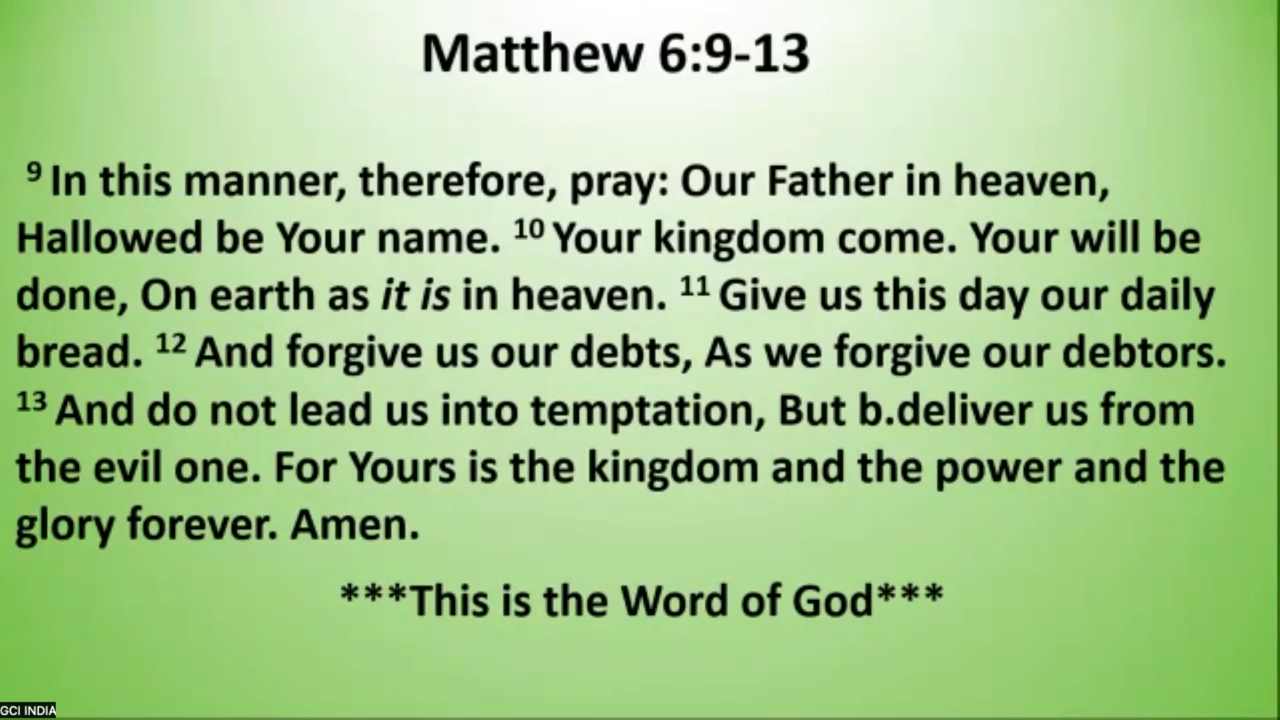 Matthew 6:9-13
⁹ In this manner, therefore, pray: Our Father in heaven,
Hallowed be Your name. ¹⁰ Your kingdom come. Your will be
done, On earth as it is in heaven. ¹¹ Give us this day our daily
bread. ¹² And forgive us our debts, As we forgive our debtors.
¹³ And do not lead us into temptation, But b.deliver us from
the evil one. For Yours is the kingdom and the power and the
glory forever. Amen.
***This is the Word of God***
GCI INDIA